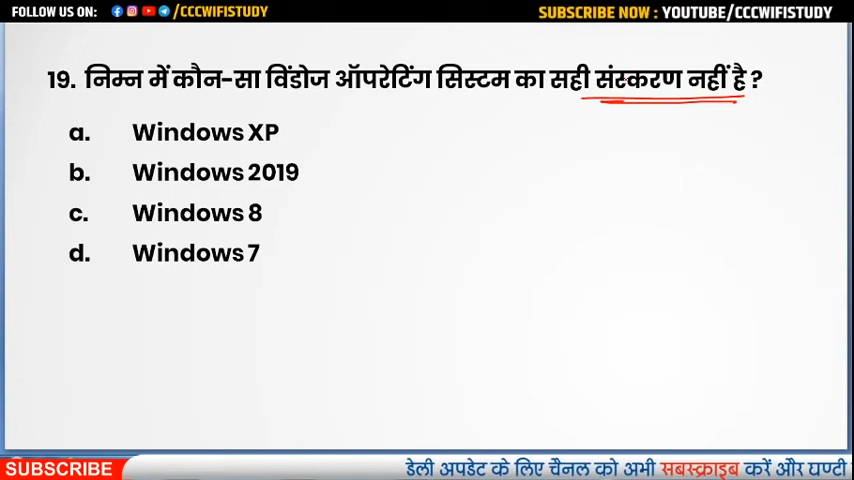 FOLLOW US ON: /CCCWIFISTUDY SUBSCRIBE NOW : YOUTUBE/CCCWIFISTUDY
19. निम्न में कौन-सा विंडोज ऑपरेटिंग सिस्टम का सही संस्करण नहीं है ?
a. Windows XP
b. Windows 2019
c. Windows 8
d. Windows 7
SUBSCRIBE डेली अपडेट के लिए चैनल को अभी सबस्क्राइब करें और घण्टी